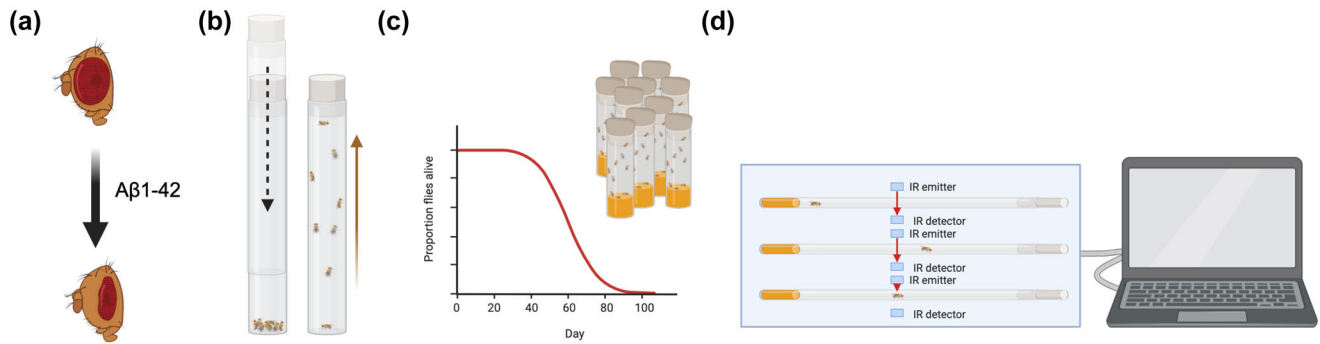 (a)
Aβ1-42
(b)
(c)
Proportion flies alive
0
20
40
60
80
100
Day
(d)
IR emitter
IR detector
IR emitter
IR detector
IR emitter
IR detector